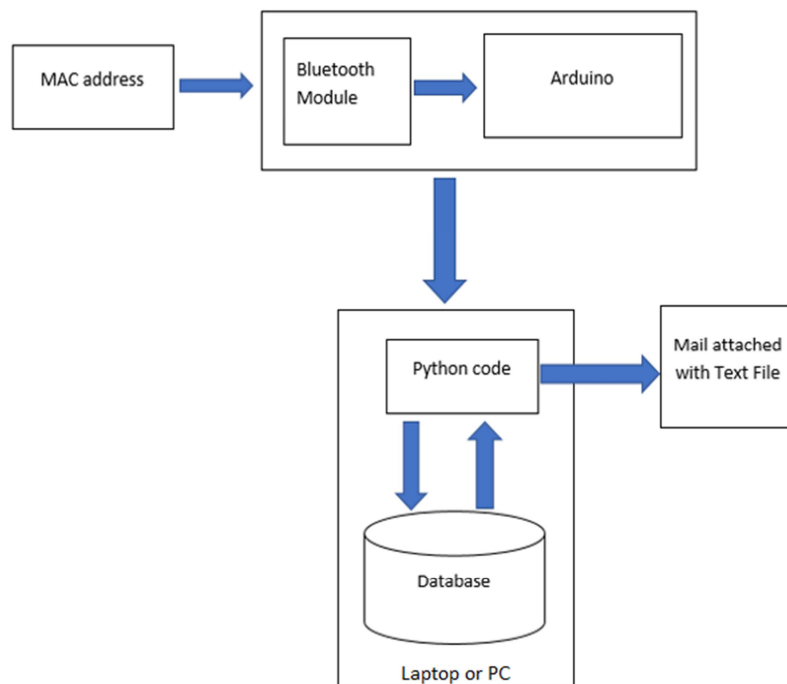 MAC address
Bluetooth
Module
Arduino
Python code
Mail attached
with Text File
Database
Laptop or PC